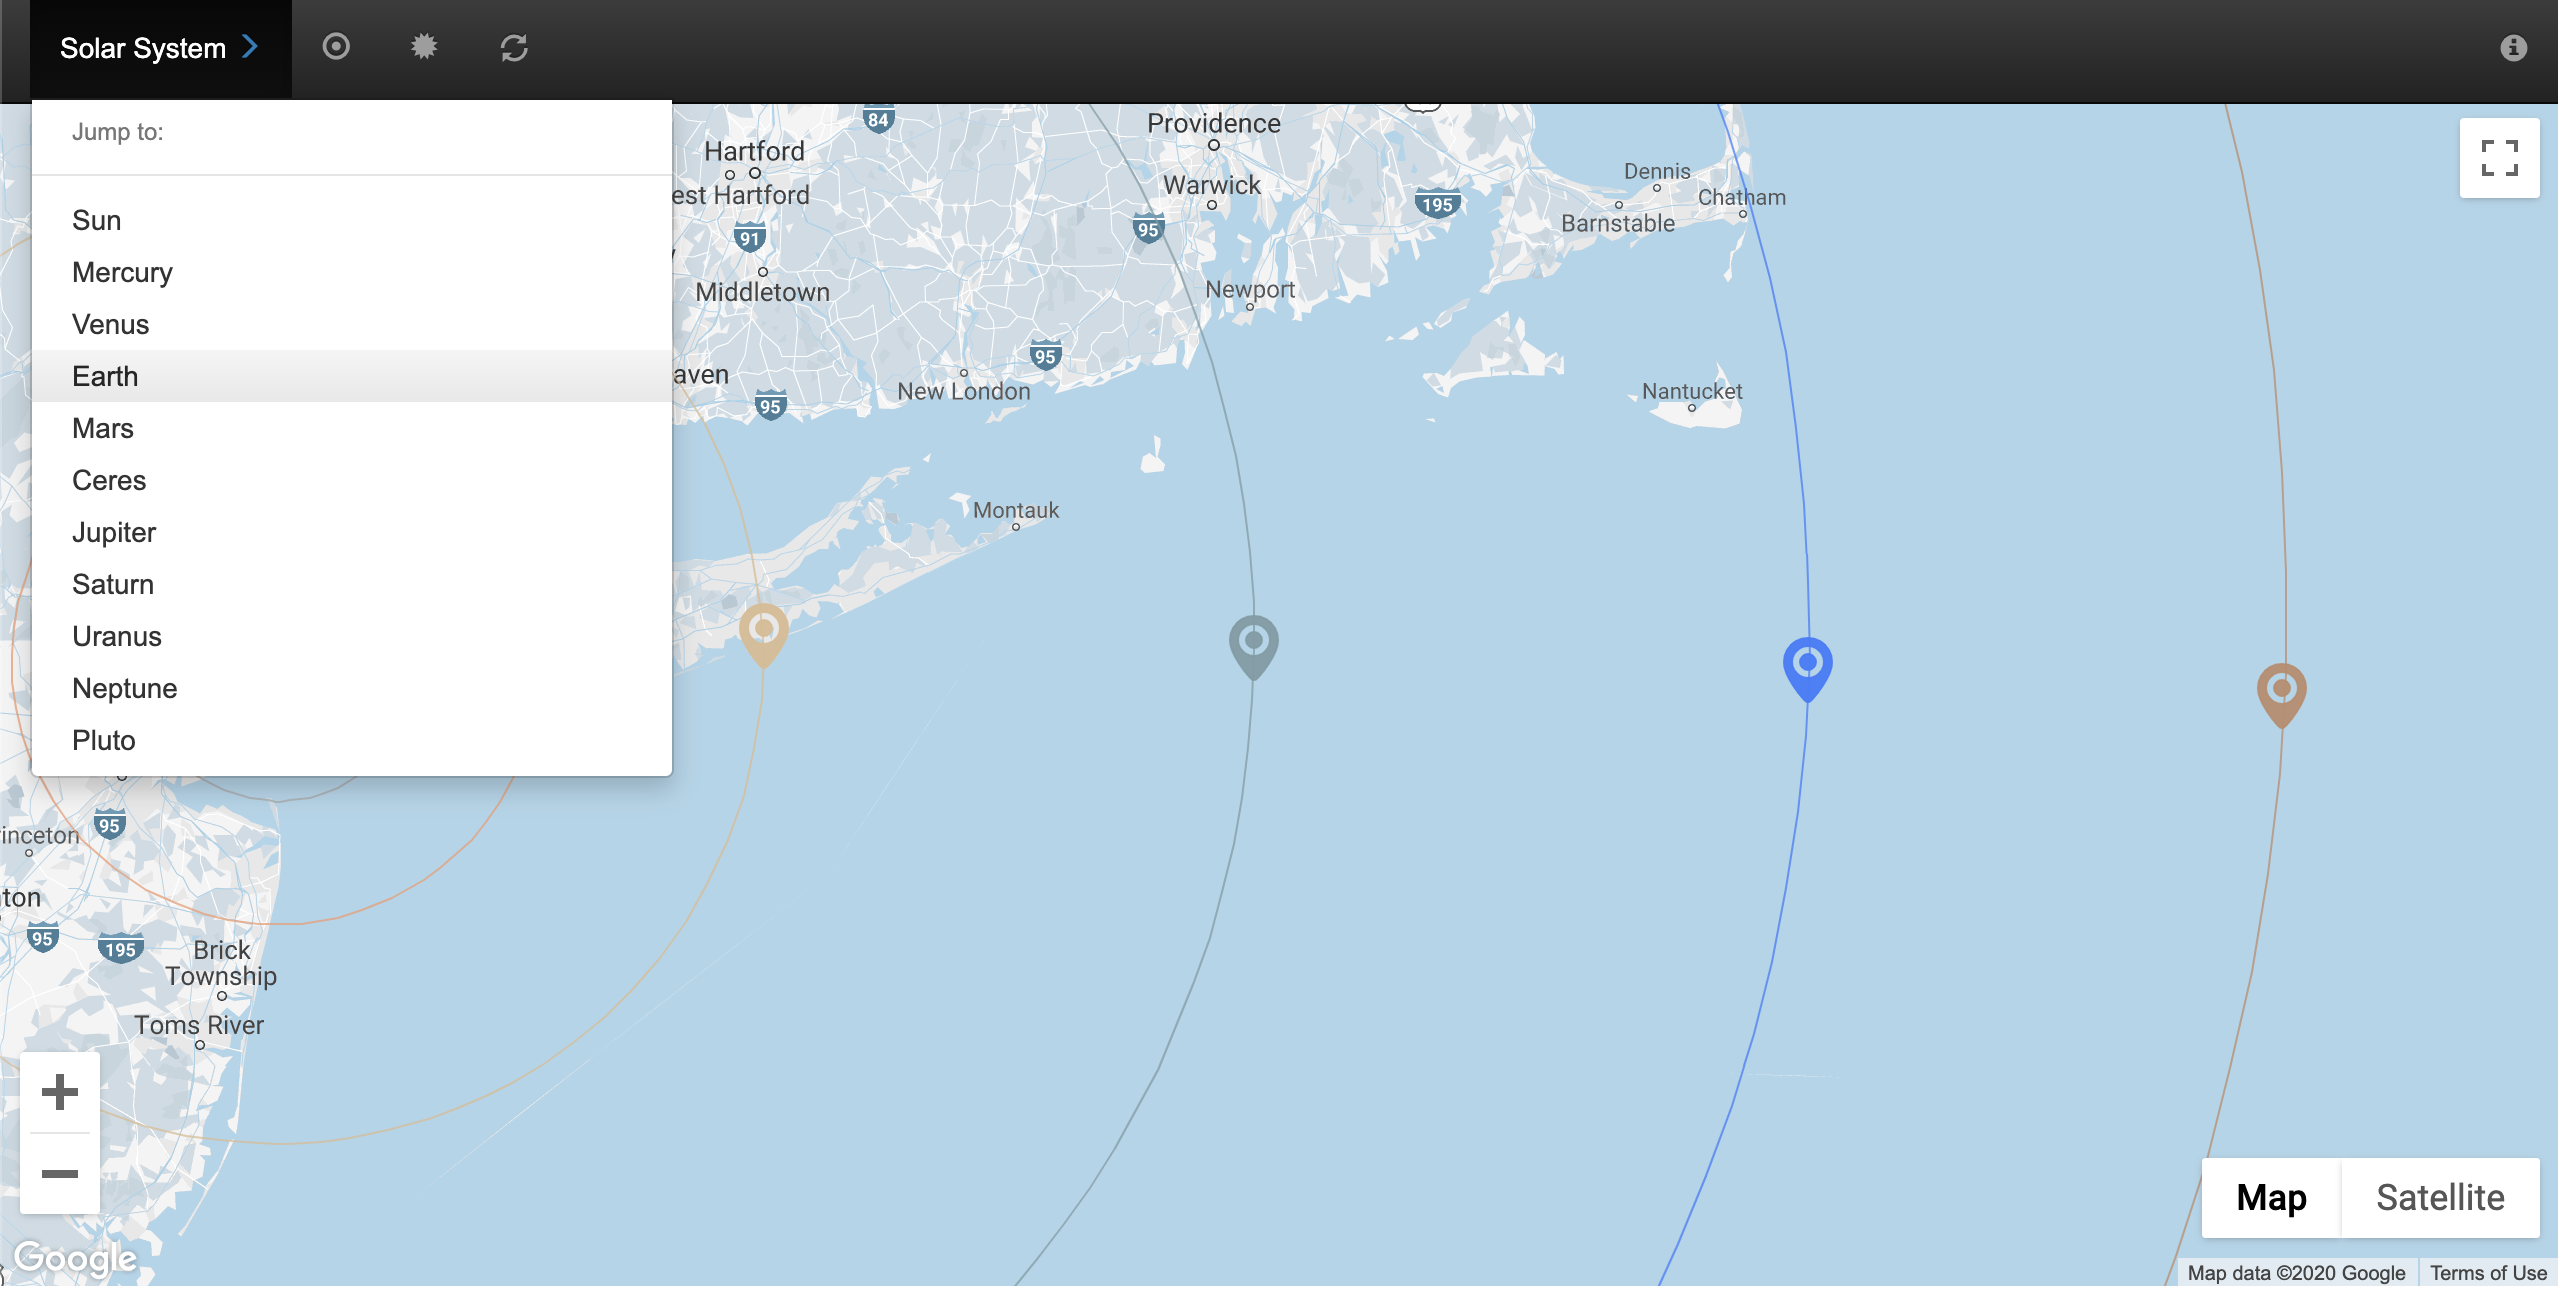 Solar System
Jump to:
Sun
Mercury
Venus
Earth
Mars
Ceres
Jupiter
Saturn
Uranus
Neptune
Pluto
84
Providence
Hartford
est Hartford
Warwick
195
Dennis
Chatham
Barnstable
91
95
Middletown
Newport
95
aven
95
New London
Nantucket
Montauk
95
inceton
ton
95
195
Brick
Township
Toms River
Map
Satellite
Google
Map data ©2020 Google
Terms of Use